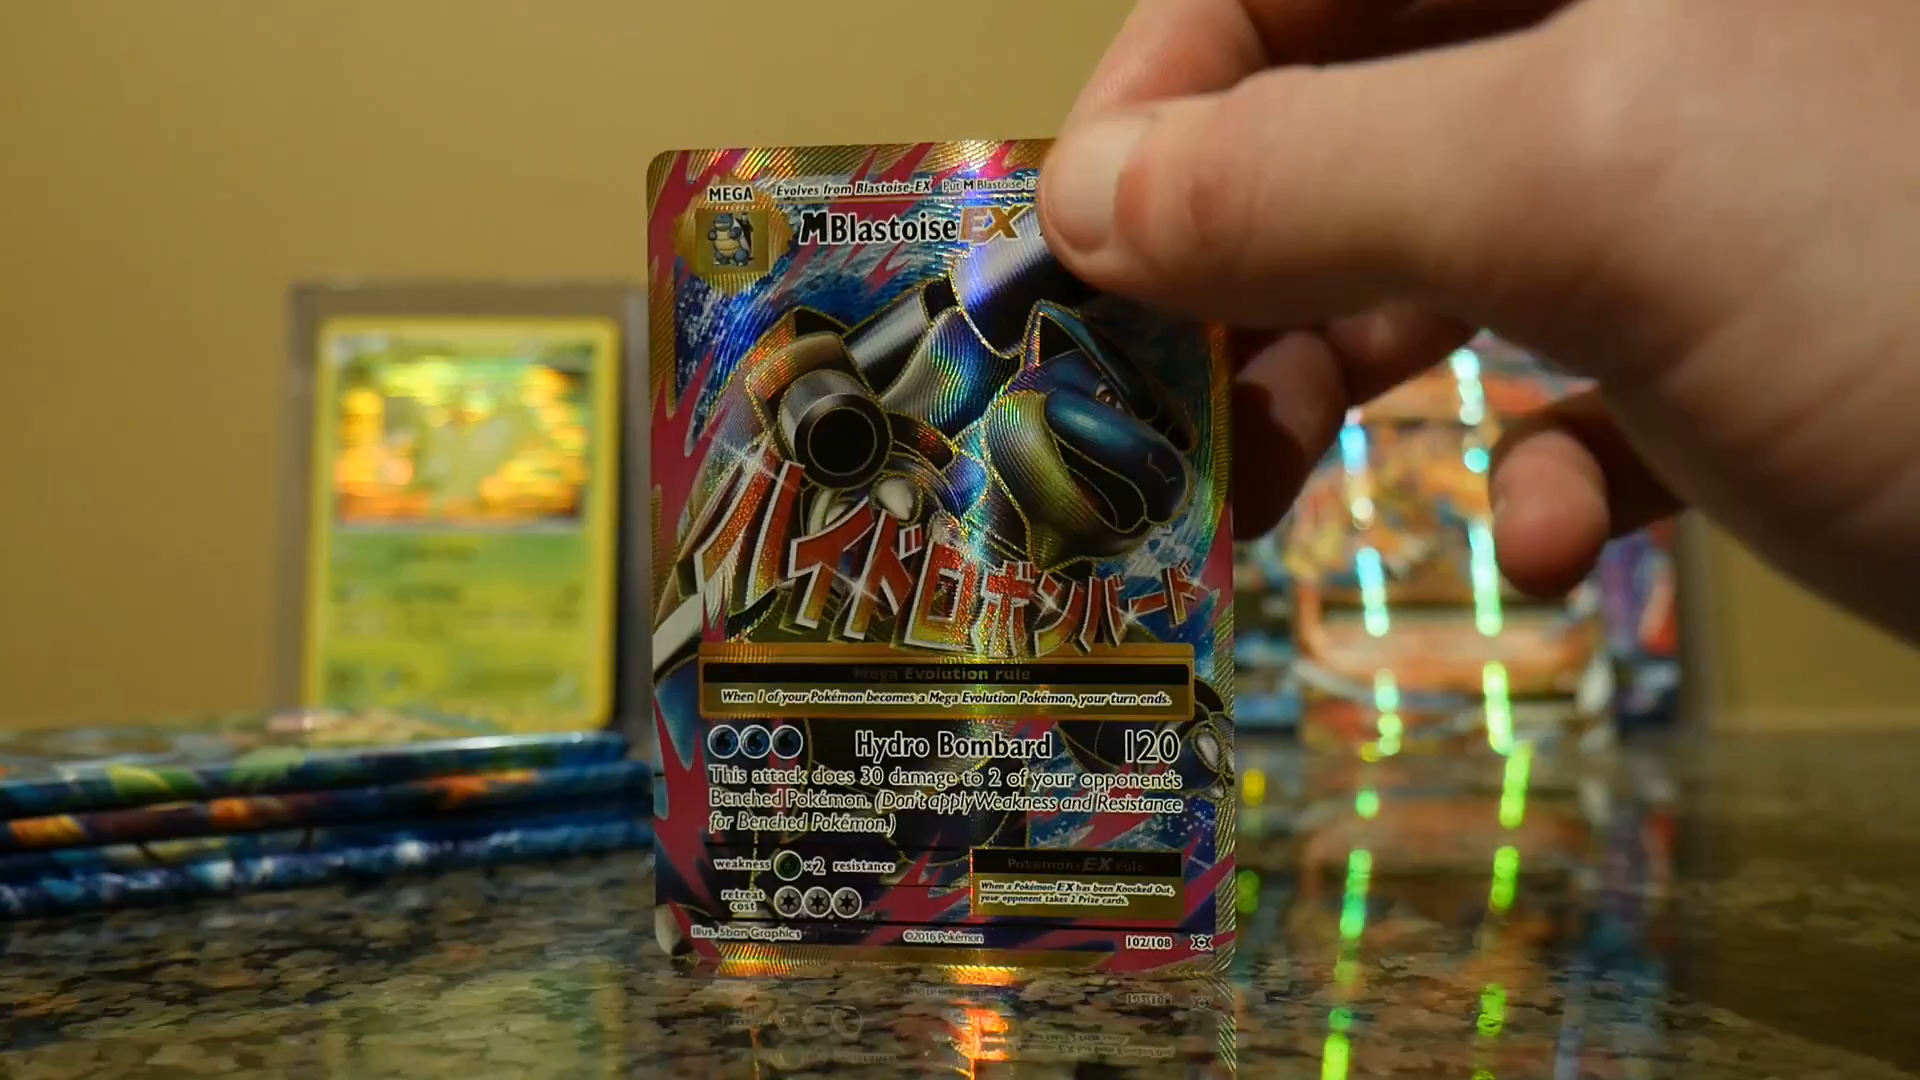 MEGA
Evolves from Blastoise-EX Put M Blastoise-EX
MBlastoise EX
ハイドロボンバード
Mega Evolution rule
When 1 of your Pokémon becomes a Mega Evolution Pokémon, your turn ends.
Hydro Bombard 120
This attack does 30 damage to 2 of your opponent's
Benched Pokémon. (Don't apply Weakness and Resistance
for Benched Pokémon.)
weakness ×2 resistance
retreat
cost
Pokémon-EX rule
When a Pokémon-EX has been Knocked Out,
your opponent takes 2 Prize cards.
Illus. 5ban Graphics
©2016 Pokémon
102/108